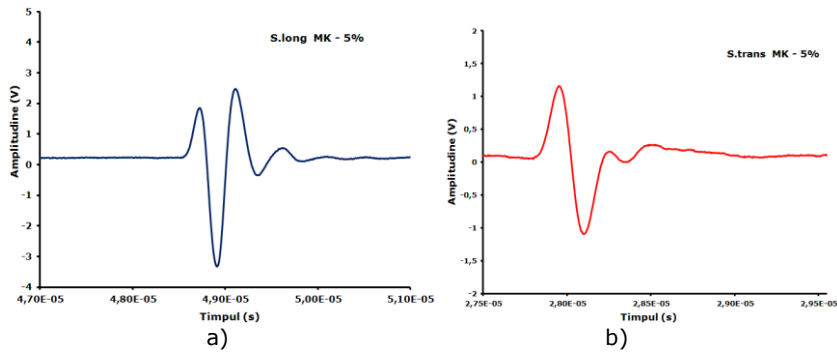 S.long MK - 5%
Amplitudine (V)
5
4
3
2
1
0
-1
-2
-3
-4
4,70E-05 4,80E-05 4,90E-05 5,00E-05 5,10E-05
Timpul (s)
a)
S.trans MK - 5%
Amplitudine (V)
2
1,5
1
0,5
0
-0,5
-1
-1,5
-2
2,75E-05 2,80E-05 2,85E-05 2,90E-05 2,95E-05
Timpul (s)
b)